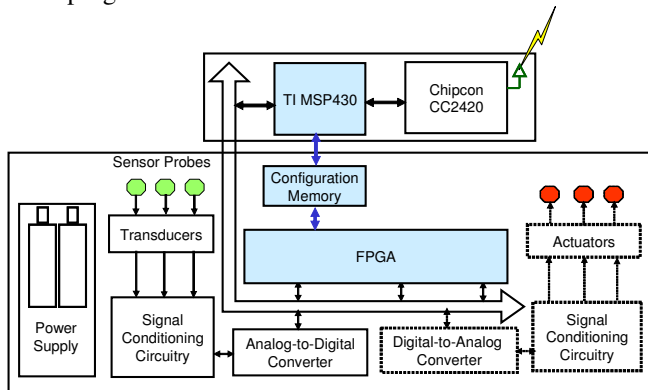 TI MSP430
Chipcon
CC2420
Sensor Probes
Configuration
Memory
Transducers
FPGA
Actuators
Power
Supply
Signal
Conditioning
Circuitry
Analog-to-Digital
Converter
Digital-to-Analog
Converter
Signal
Conditioning
Circuitry